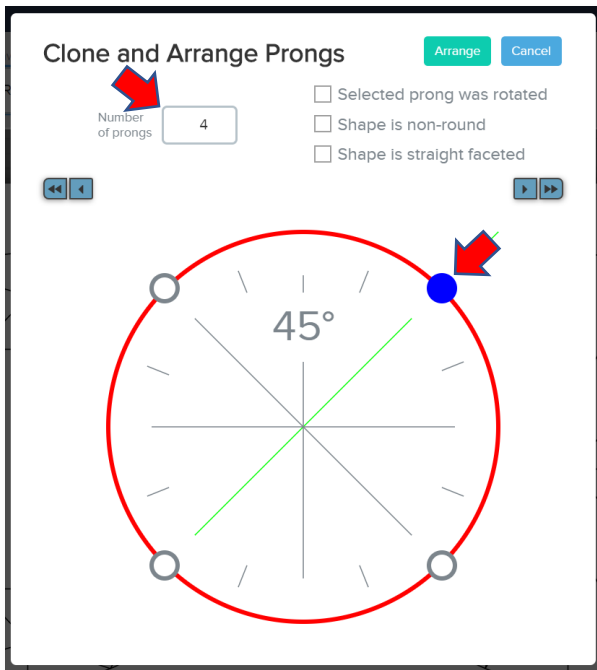 Clone and Arrange Prongs
Arrange
Cancel
Number
of prongs
4
Selected prong was rotated
Shape is non-round
Shape is straight faceted
45°